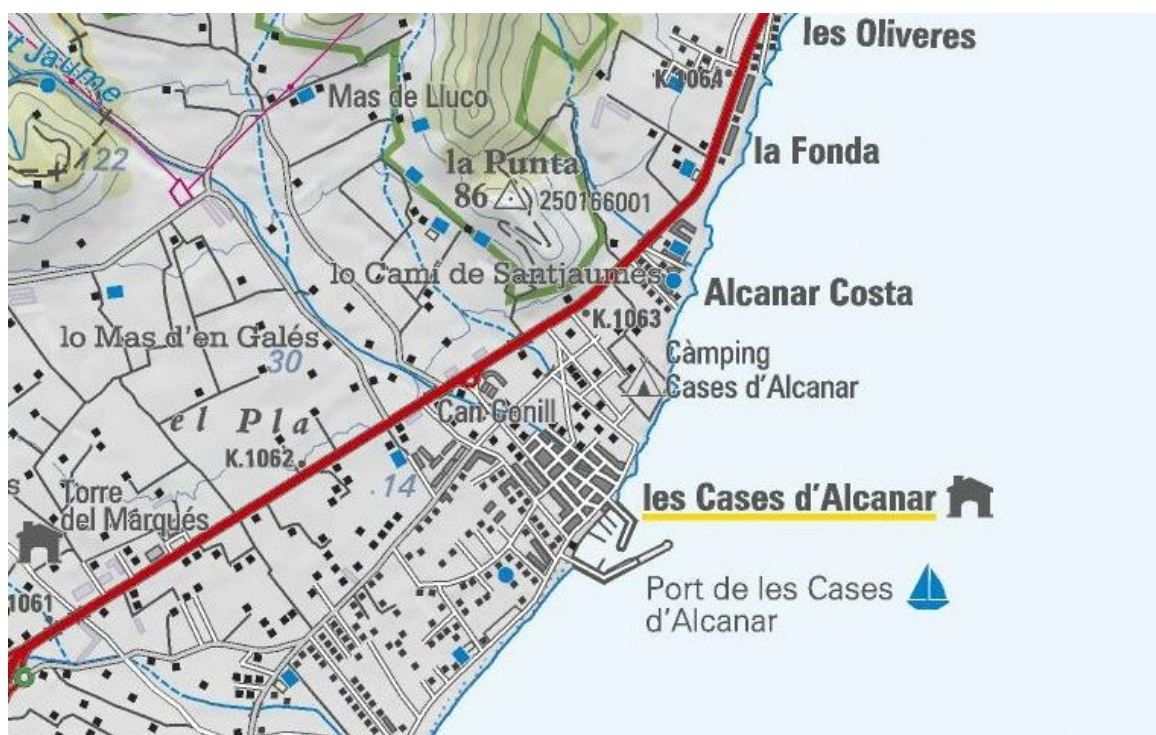 les Oliveres
K.1064
t Jaume
Mas de Lluco
la Fonda
la Punta
122
86
250166001
lo Camí de Santjaumes
Alcanar Costa
K.1063
lo Mas d'en Galés
30
Càmping
Cases d'Alcanar
Can Conill
el Pla
K.1062
14
s
Torre
del Marqués
les Cases d'Alcanar
Port de les Cases
d'Alcanar
1061